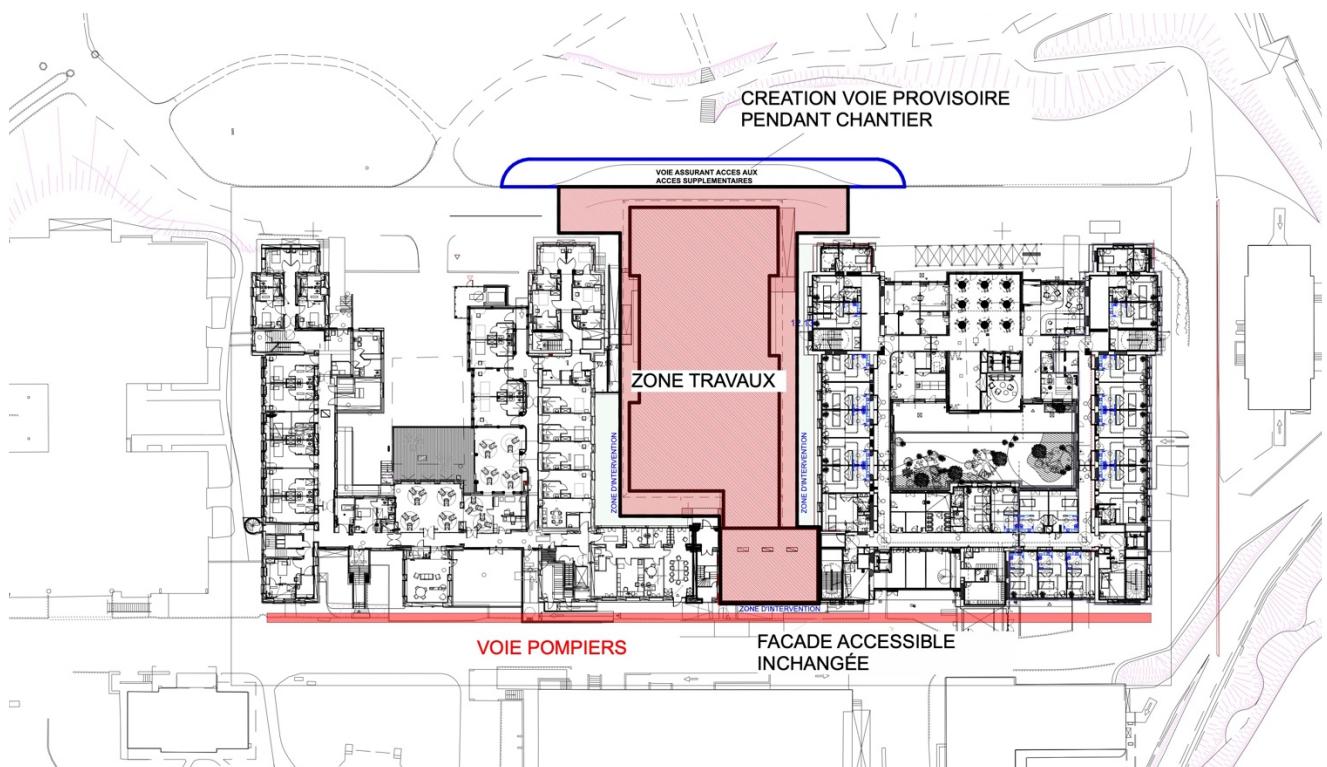 CREATION VOIE PROVISOIRE
PENDANT CHANTIER
VOIE ASSURANT ACCES AUX
ACCES SUPPLEMENTAIRES
ZONE TRAVAUX
ZONE D'INTERVENTION
ZONE D'INTERVENTION
ZONE D'INTERVENTION
VOIE POMPIERS
FACADE ACCESSIBLE
INCHANGÉE